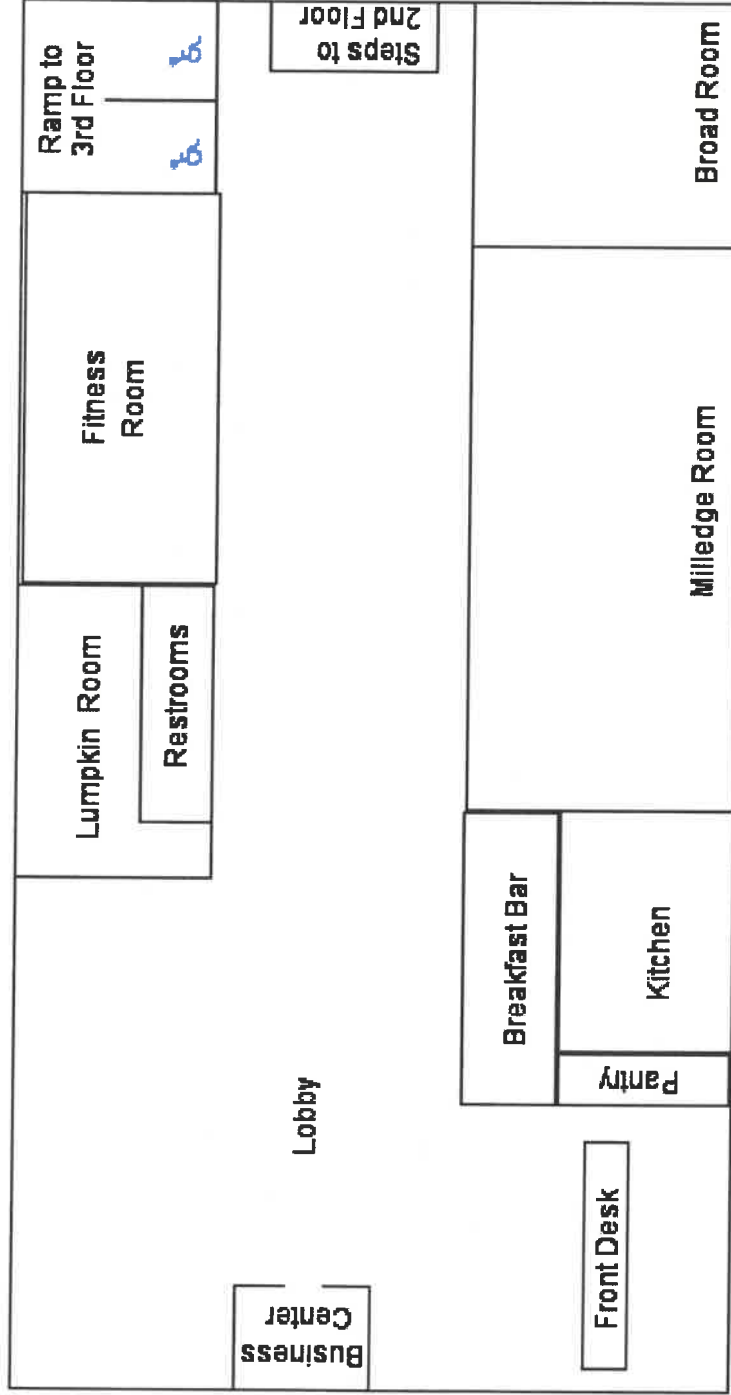 Lumpkin Room
Restrooms
Fitness
Room
Ramp to
3rd Floor
Business
Center
Lobby
Steps to
2nd Floor
Front Desk
Breakfast Bar
Pantry
Kitchen
Milledge Room
Broad Room